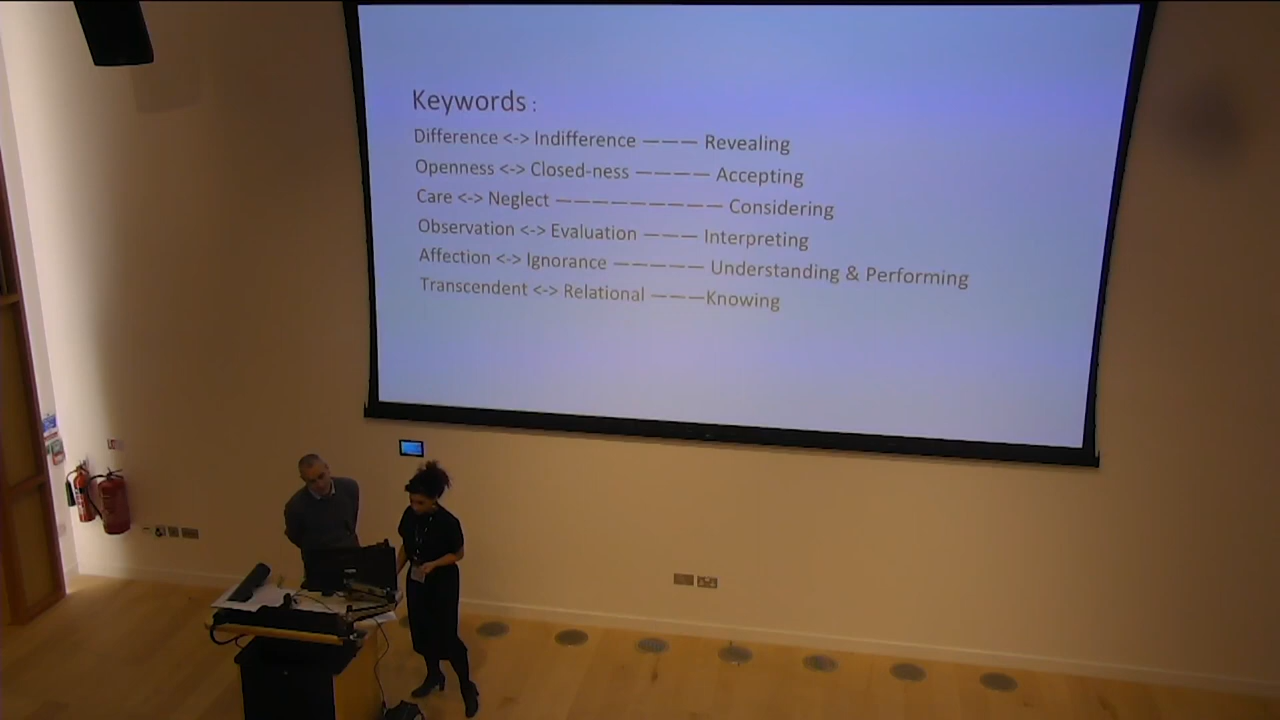 Keywords :
Difference <-> Indifference ——— Revealing
Openness <-> Closed-ness ———— Accepting
Care <-> Neglect ————————— Considering
Observation <-> Evaluation ——— Interpreting
Affection <-> Ignorance ————— Understanding & Performing
Transcendent <-> Relational ———Knowing